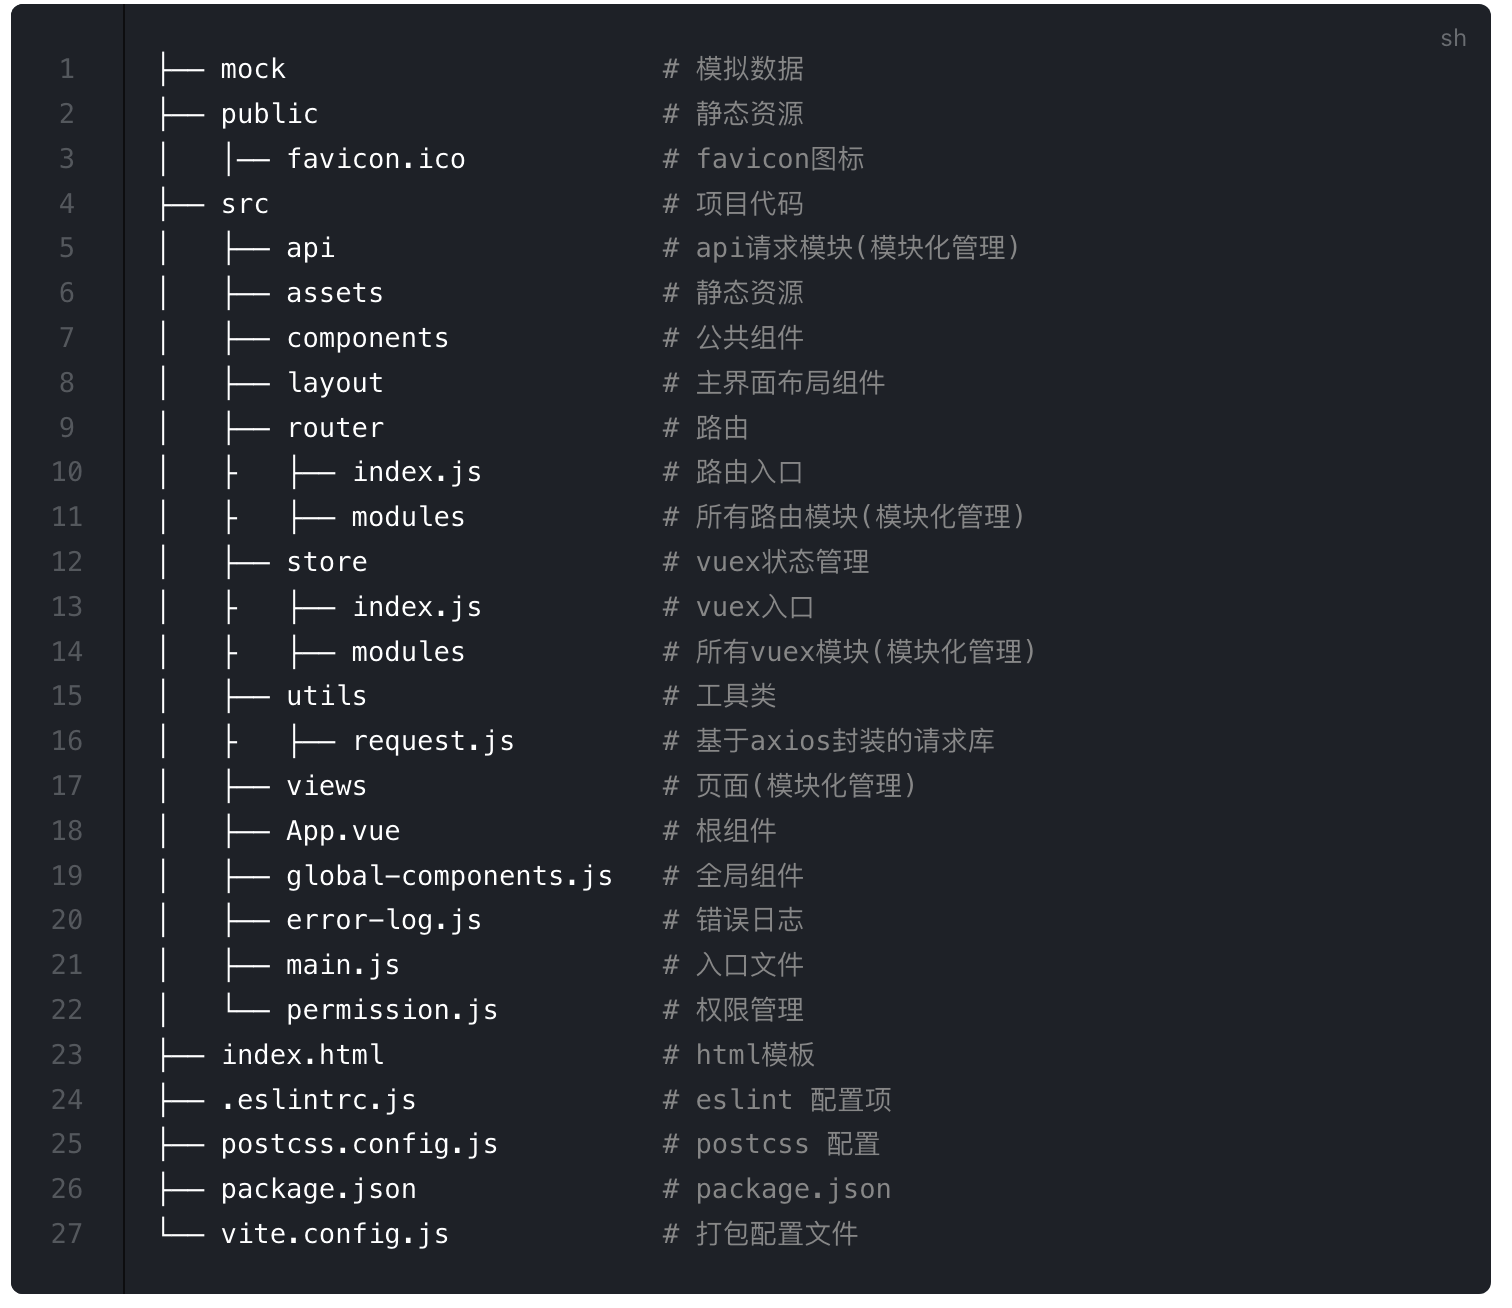 sh
1 ├── mock # 模拟数据
2 ├── public # 静态资源
3 │   │── favicon.ico # favicon图标
4 ├── src # 项目代码
5 │   ├── api # api请求模块(模块化管理)
6 │   ├── assets # 静态资源
7 │   ├── components # 公共组件
8 │   ├── layout # 主界面布局组件
9 │   ├── router # 路由
10 │   ├   ├── index.js # 路由入口
11 │   ├   ├── modules # 所有路由模块(模块化管理)
12 │   ├── store # vuex状态管理
13 │   ├   ├── index.js # vuex入口
14 │   ├   ├── modules # 所有vuex模块(模块化管理)
15 │   ├── utils # 工具类
16 │   ├   ├── request.js # 基于axios封装的请求库
17 │   ├── views # 页面(模块化管理)
18 │   ├── App.vue # 根组件
19 │   ├── global-components.js # 全局组件
20 │   ├── error-log.js # 错误日志
21 │   ├── main.js # 入口文件
22 │   └── permission.js # 权限管理
23 ├── index.html # html模板
24 ├── .eslintrc.js # eslint 配置项
25 ├── postcss.config.js # postcss 配置
26 ├── package.json # package.json
27 └── vite.config.js # 打包配置文件